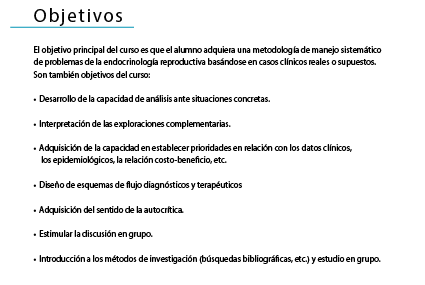 Objetivos
El objetivo principal del curso es que el alumno adquiera una metodología de manejo sistemático
de problemas de la endocrinología reproductiva basándose en casos clínicos reales o supuestos.
Son también objetivos del curso:
• Desarrollo de la capacidad de análisis ante situaciones concretas.
• Interpretación de las exploraciones complementarias.
• Adquisición de la capacidad en establecer prioridades en relación con los datos clínicos,
los epidemiológicos, la relación costo-beneficio, etc.
• Diseño de esquemas de flujo diagnósticos y terapéuticos
• Adquisición del sentido de la autocrítica.
• Estimular la discusión en grupo.
• Introducción a los métodos de investigación (búsquedas bibliográficas, etc.) y estudio en grupo.